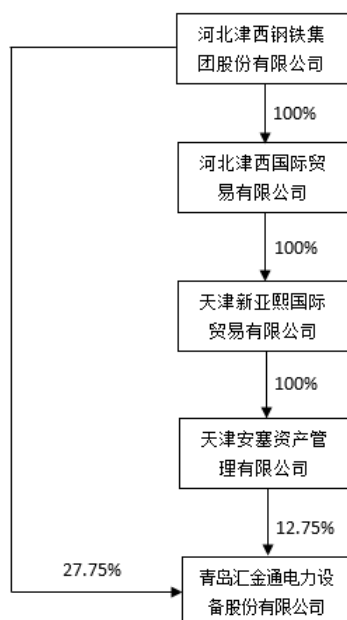 河北津西钢铁集
团股份有限公司
100%
河北津西国际贸
易有限公司
100%
天津新亚熙国际
贸易有限公司
100%
天津安塞资产管
理有限公司
12.75%
27.75%
青岛汇金通电力设
备股份有限公司